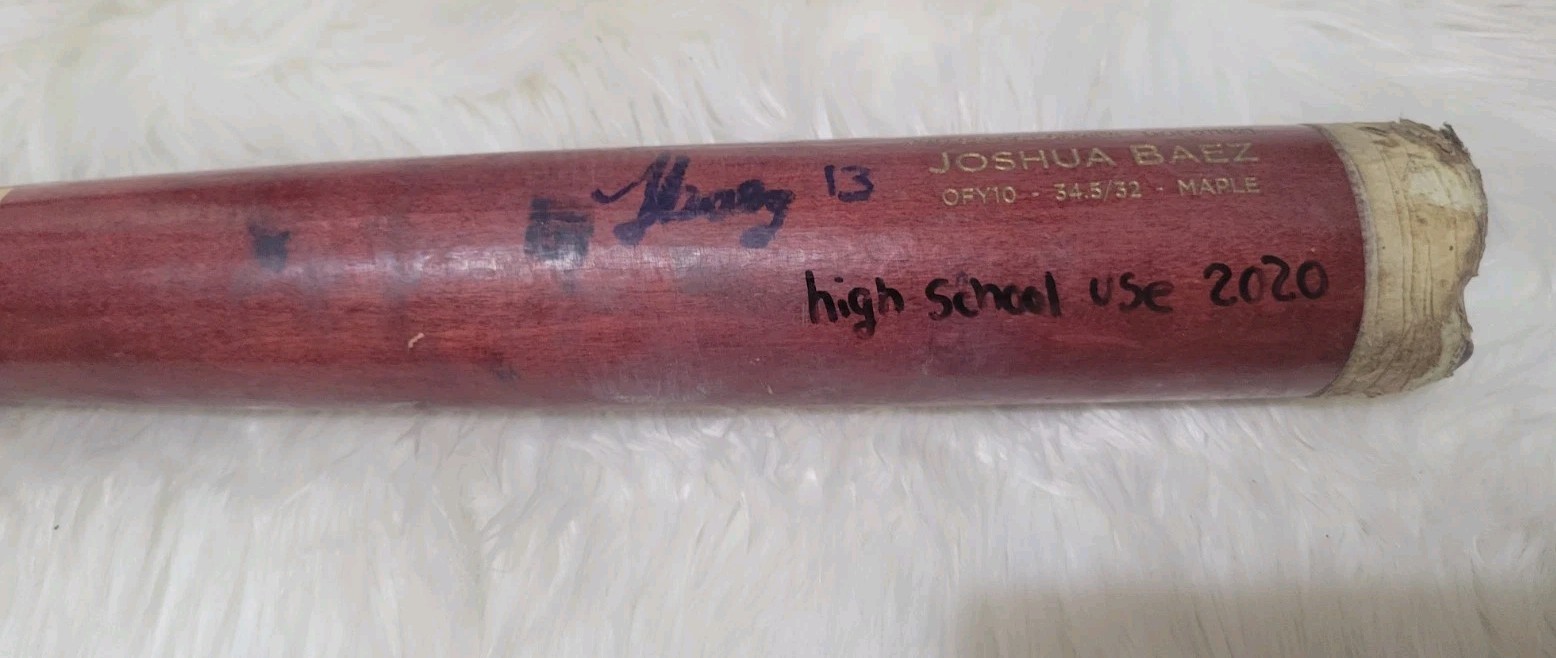 JOSHUA BAEZ
OFY10 - 34.5/32 - MAPLE
13
high school use 2020